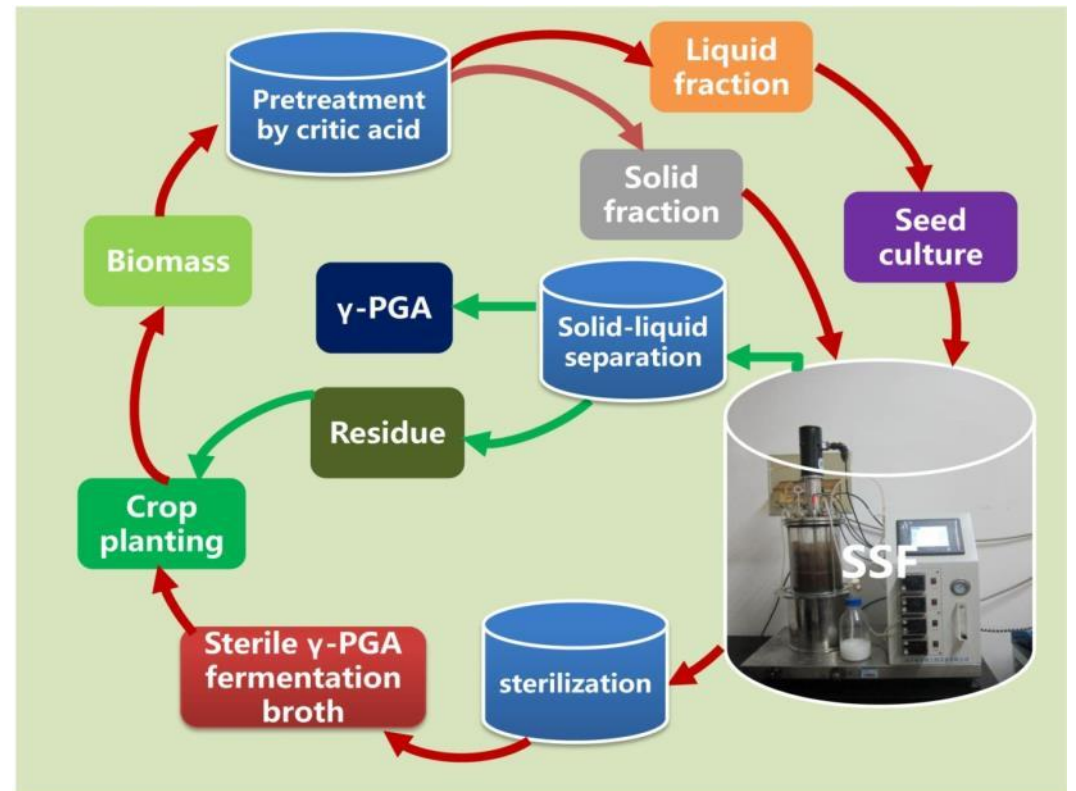 Pretreatment
by critic acid
Liquid
fraction
Solid
fraction
Seed
culture
Biomass
γ-PGA
Solid-liquid
separation
Residue
Crop
planting
SSF
Sterile γ-PGA
fermentation
broth
sterilization